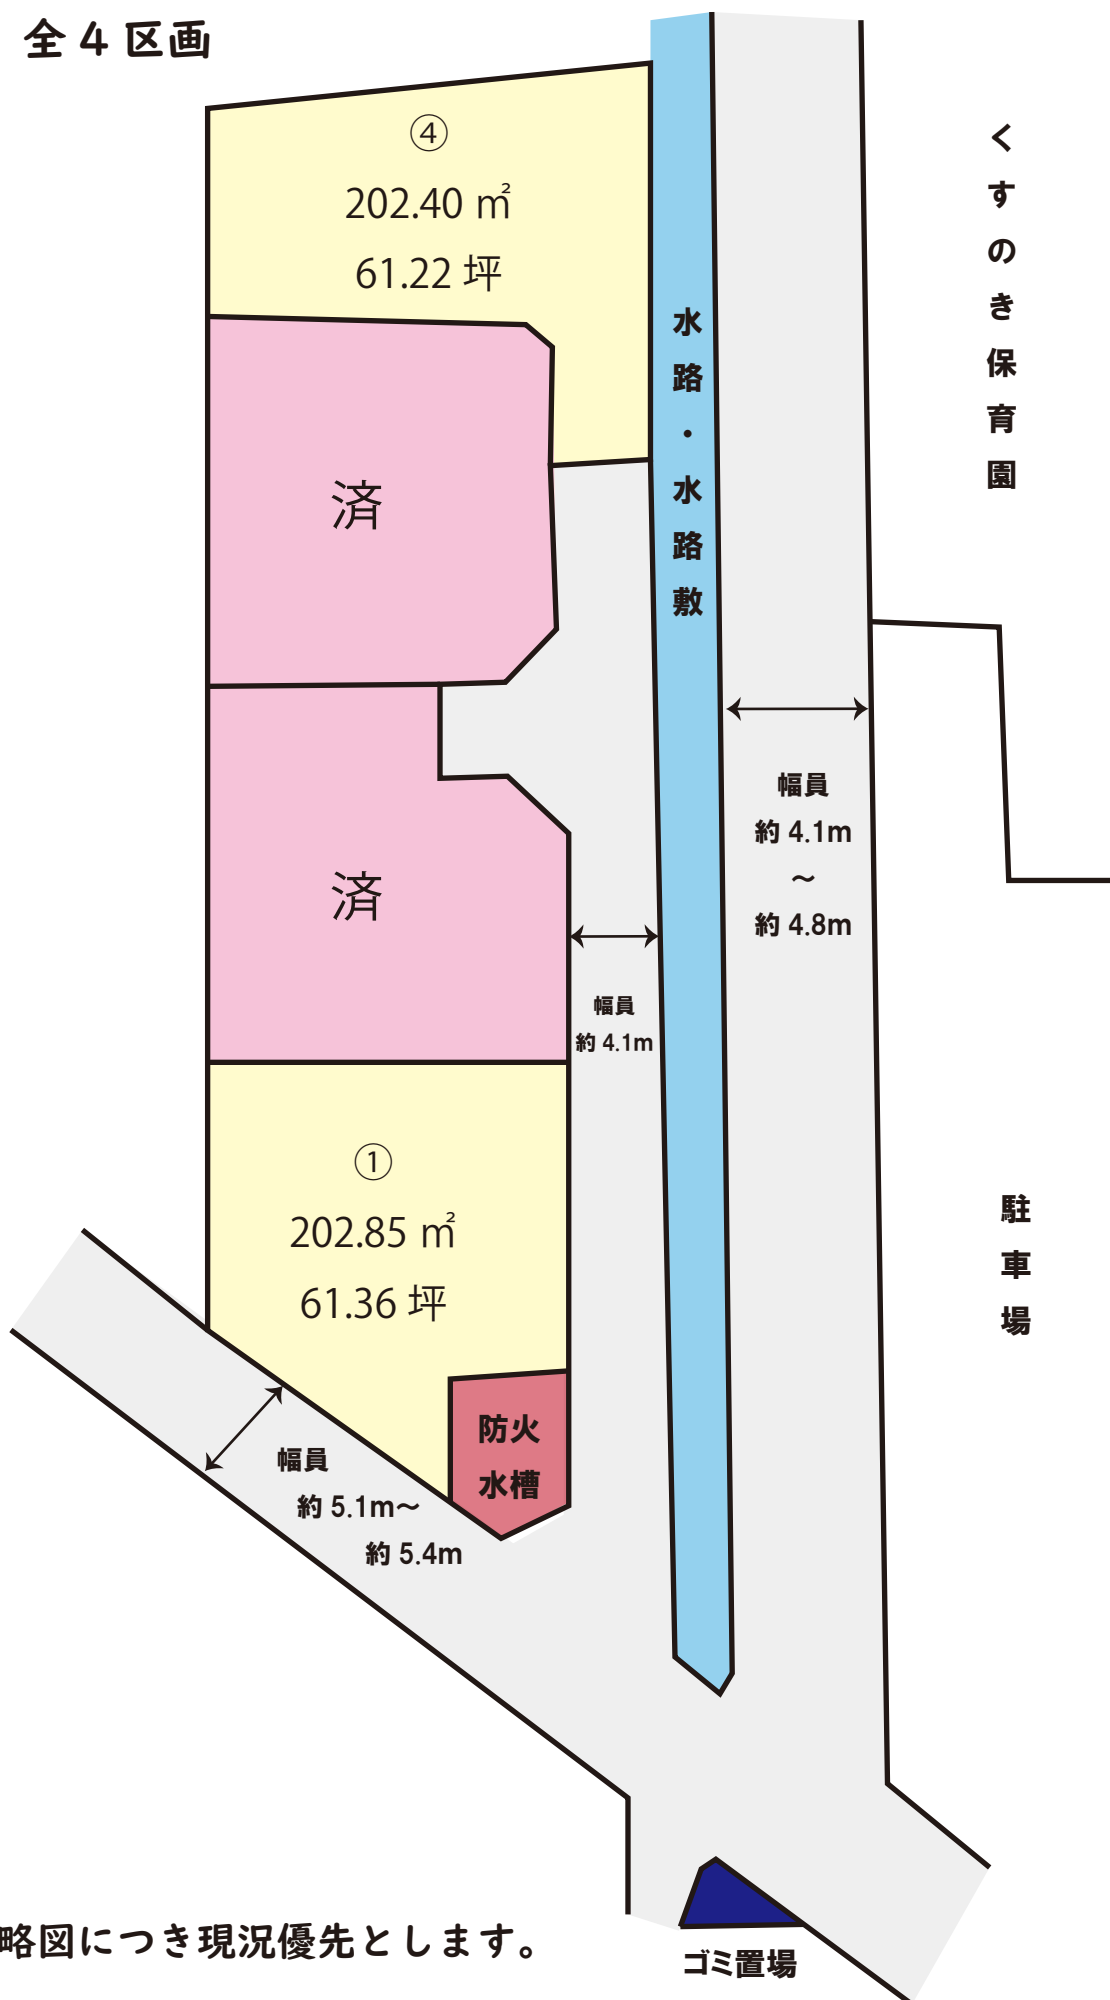 全４区画
④
202.40 ㎡
61.22 坪
くすのき保育園
水路・水路敷
済
幅員
約 4.1m
～
約 4.8m
済
幅員
約 4.1m
①
202.85 ㎡
61.36 坪
駐車場
防火
水槽
幅員
約 5.1m～
約 5.4m
略図につき現況優先とします。
ゴミ置場